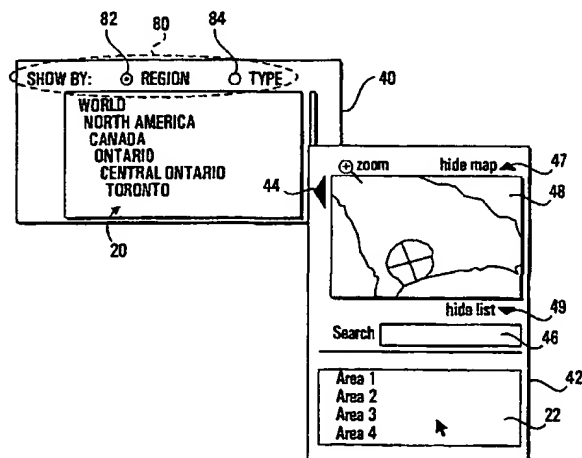 82
80
84
SHOW BY: REGION TYPE
40
WORLD
NORTH AMERICA
CANADA
ONTARIO
CENTRAL ONTARIO
TORONTO
20
44
zoom hide map
47
48
hide list
49
Search
46
42
Area 1
Area 2
Area 3
Area 4
22